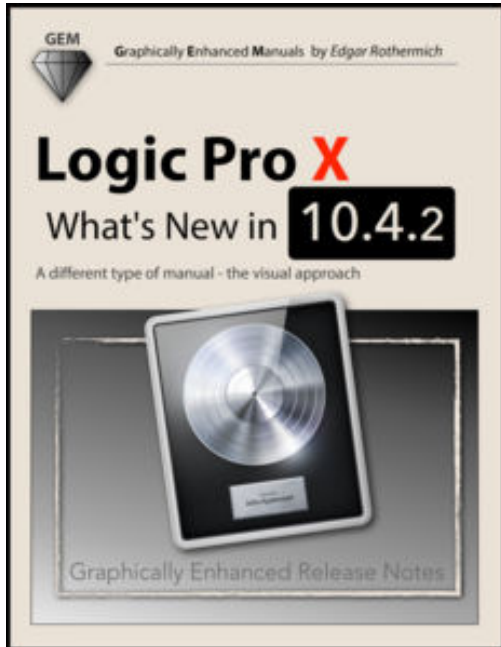 GEM
Graphically Enhanced Manuals by Edgar Rothermich
Logic Pro X
What's New in 10.4.2
A different type of manual - the visual approach
Graphically Enhanced Release Notes